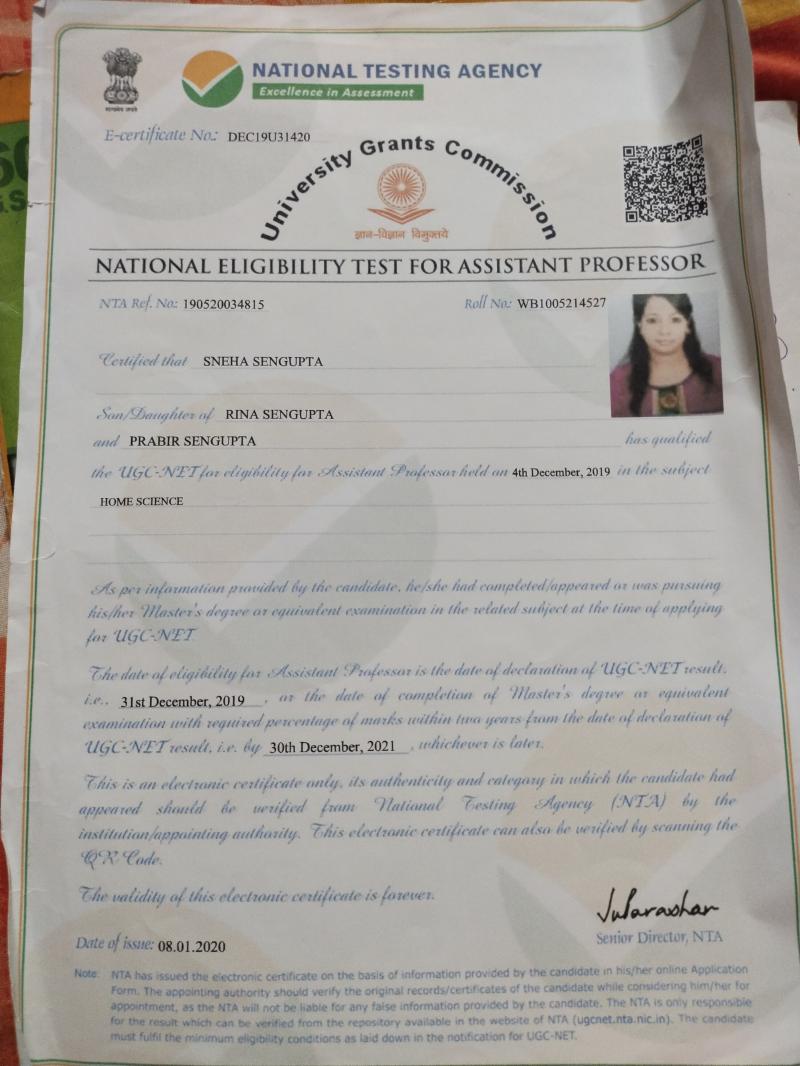 सत्यमेव जयते
NATIONAL TESTING AGENCY
Excellence in Assessment
E-certificate No.: DEC19U31420
University Grants Commission
ज्ञान-विज्ञान विमुक्तये
NATIONAL ELIGIBILITY TEST FOR ASSISTANT PROFESSOR
NTA Ref. No.: 190520034815 Roll No.: WB1005214527
Certified that SNEHA SENGUPTA
Son/Daughter of RINA SENGUPTA
and PRABIR SENGUPTA has qualified
the UGC-NET for eligibility for Assistant Professor held on 4th December, 2019 in the subject
HOME SCIENCE
As per information provided by the candidate, he/she had completed/appeared or was pursuing
his/her Master's degree or equivalent examination in the related subject at the time of applying
for UGC-NET.
The date of eligibility for Assistant Professor is the date of declaration of UGC-NET result,
i.e., 31st December, 2019, or the date of completion of Master's degree or equivalent
examination with required percentage of marks within two years from the date of declaration of
UGC-NET result, i.e. by 30th December, 2021, whichever is later.
This is an electronic certificate only, its authenticity and category in which the candidate had
appeared should be verified from National Testing Agency (NTA) by the
institution/appointing authority. This electronic certificate can also be verified by scanning the
QR Code.
The validity of this electronic certificate is forever.
Senior Director, NTA
Date of issue: 08.01.2020
Note: NTA has issued the electronic certificate on the basis of information provided by the candidate in his/her online Application
Form. The appointing authority should verify the original records/certificates of the candidate while considering him/her for
appointment, as the NTA will not be liable for any false information provided by the candidate. The NTA is only responsible
for the result which can be verified from the repository available in the website of NTA (ugcnet.nta.nic.in). The candidate
must fulfil the minimum eligibility conditions as laid down in the notification for UGC-NET.